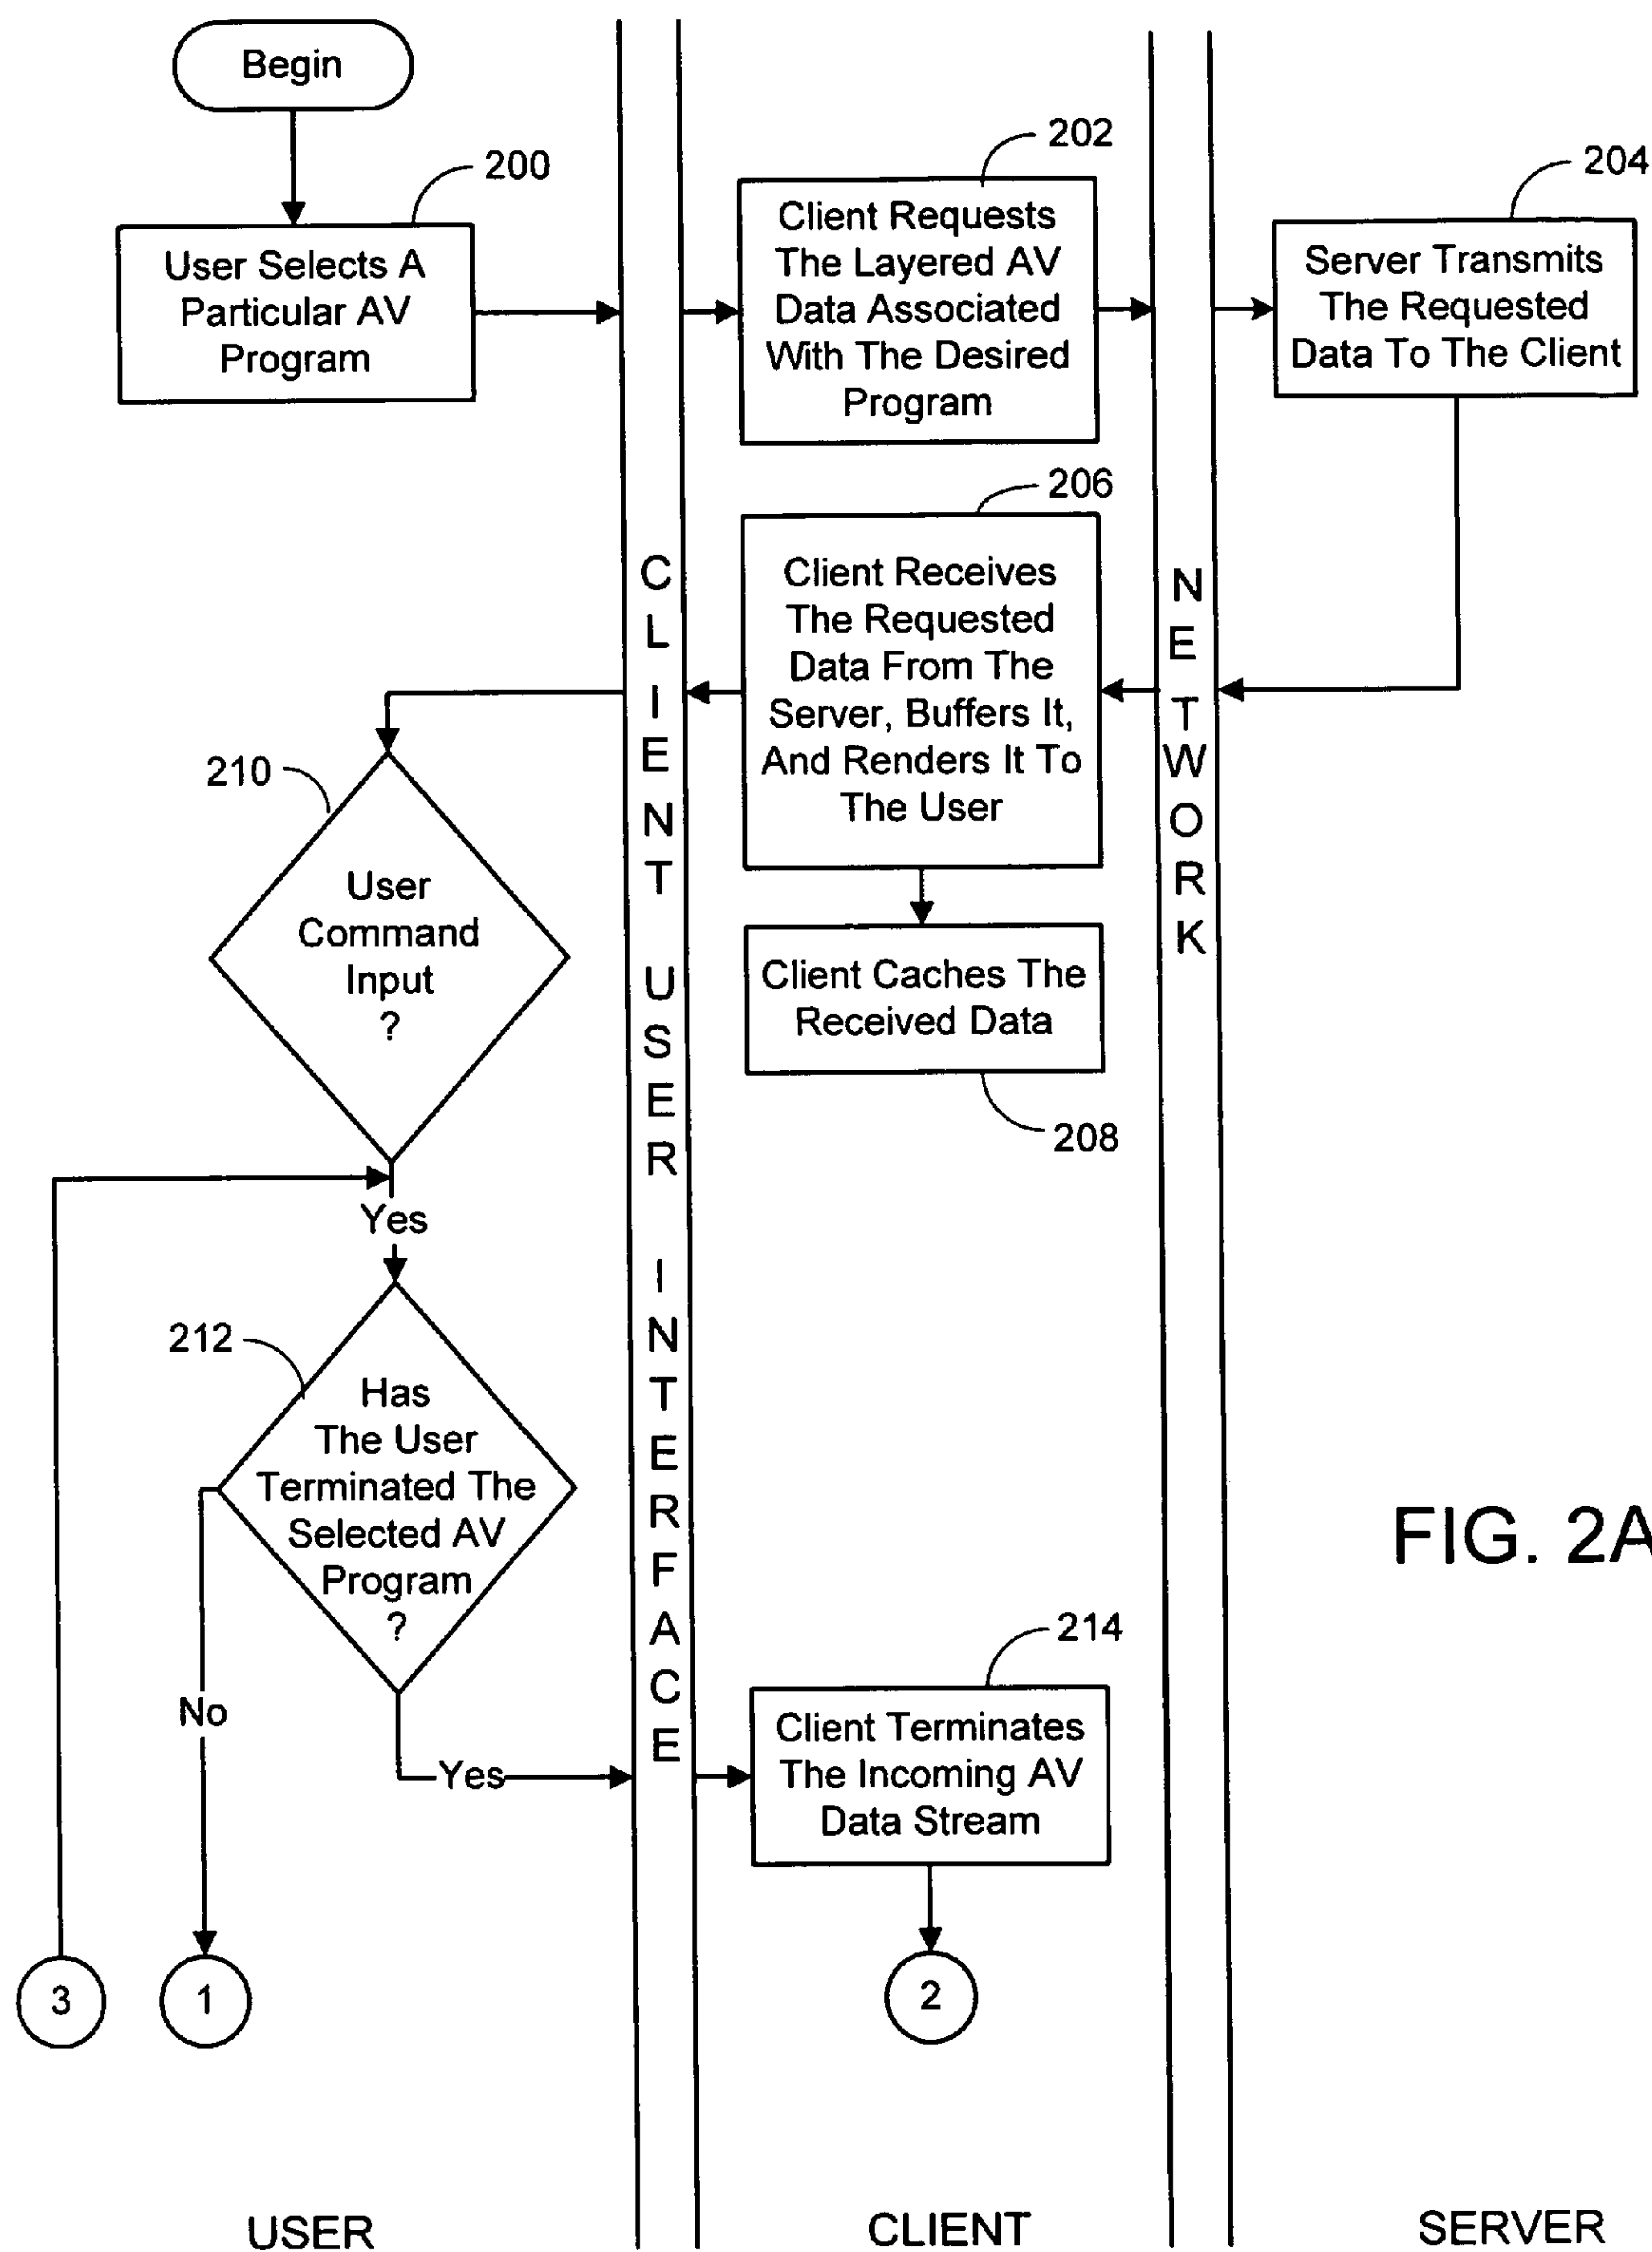 Begin
200
User Selects A
Particular AV
Program
202
Client Requests
The Layered AV
Data Associated
With The Desired
Program
204
Server Transmits
The Requested
Data To The Client
206
Client Receives
The Requested
Data From The
Server, Buffers It,
And Renders It To
The User
Client Caches The
Received Data
208
210
User
Command
Input
?
Yes
212
Has
The User
Terminated The
Selected AV
Program
?
No
Yes
214
Client Terminates
The Incoming AV
Data Stream
3
1
2
CLIENT USER INTERFACE
NETWORK
FIG. 2A
USER
CLIENT
SERVER